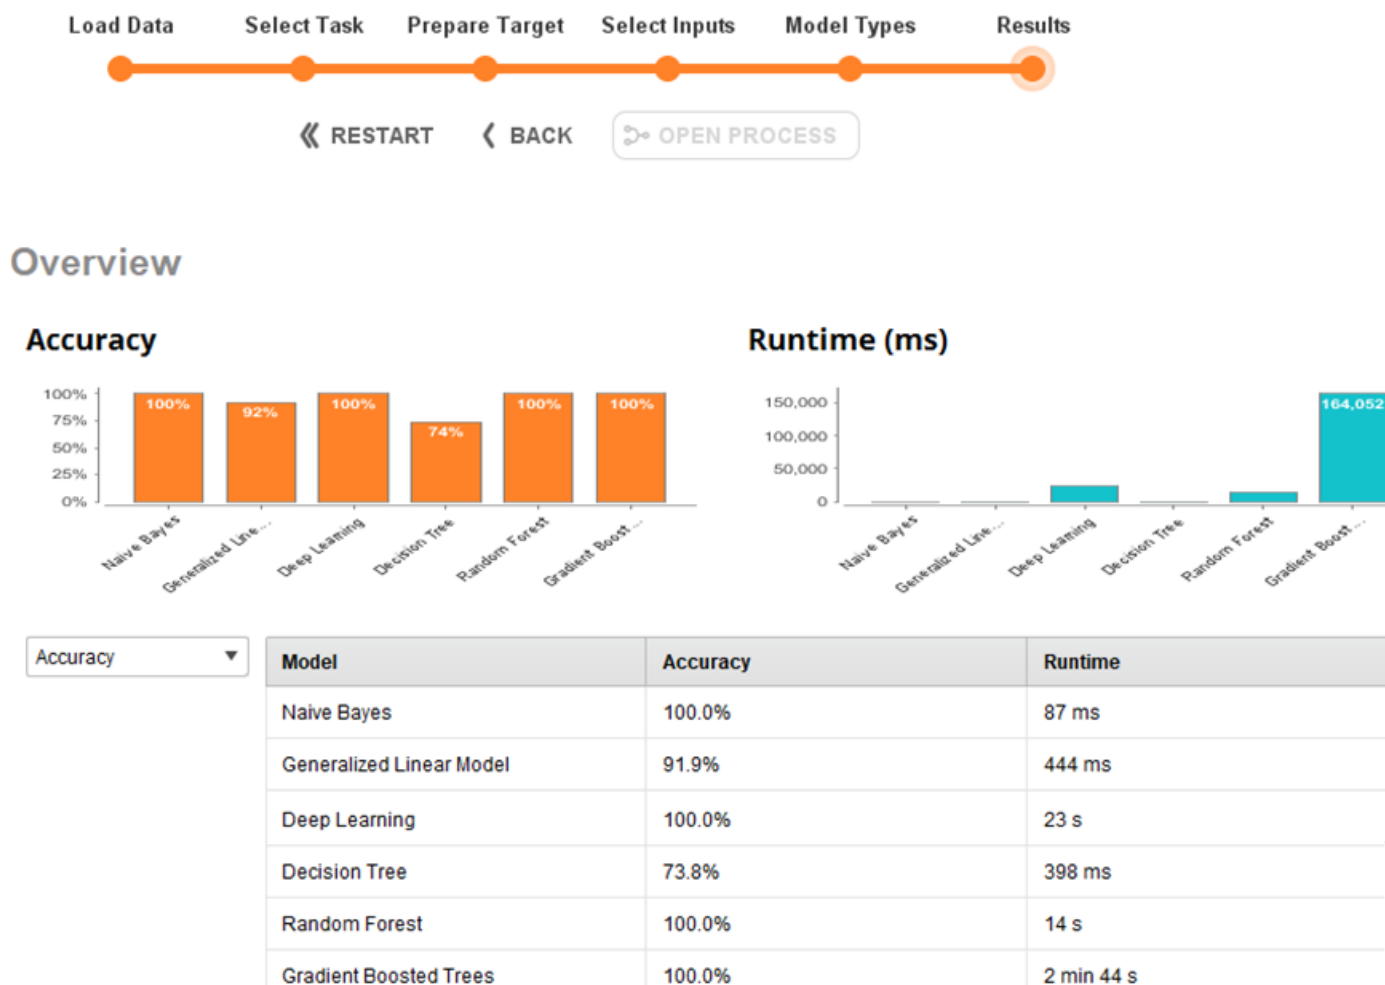 Load Data Select Task Prepare Target Select Inputs Model Types Results
RESTART BACK OPEN PROCESS
Overview
Accuracy
100%
75%
50%
25%
0%
100% 92% 100% 74% 100% 100%
Naive Bayes Generalized Line... Deep Learning Decision Tree Random Forest Gradient Boost...
Runtime (ms)
150,000
100,000
50,000
0
164,052
Naive Bayes Generalized Line... Deep Learning Decision Tree Random Forest Gradient Boost...
Accuracy
Model Accuracy Runtime
Naive Bayes 100.0% 87 ms
Generalized Linear Model 91.9% 444 ms
Deep Learning 100.0% 23 s
Decision Tree 73.8% 398 ms
Random Forest 100.0% 14 s
Gradient Boosted Trees 100.0% 2 min 44 s